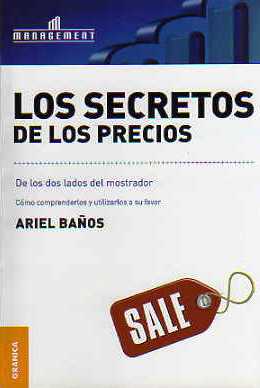 MANAGEMENT
LOS SECRETOS
DE LOS PRECIOS
De los dos lados del mostrador
Cómo comprenderlos y utilizarlos a su favor
ARIEL BAÑOS
SALE
GRANICA